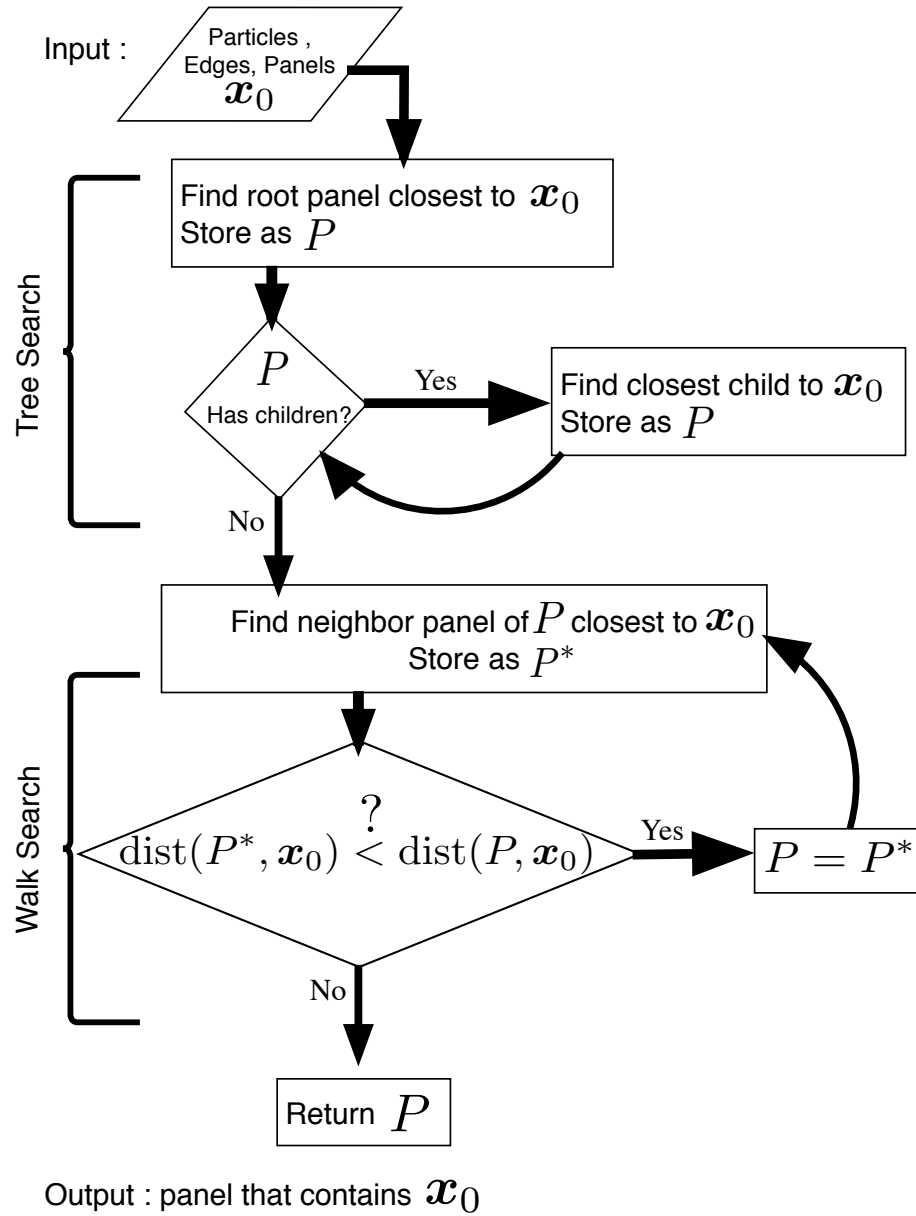 Input :
Particles ,
Edges, Panels
𝒙₀
Find root panel closest to 𝒙₀
Store as P
Tree Search
P
Has children?
Yes
Find closest child to 𝒙₀
Store as P
No
Find neighbor panel of P closest to 𝒙₀
Store as P*
Walk Search
?
dist(P*, 𝒙₀) < dist(P, 𝒙₀)
Yes
P = P*
No
Return P
Output : panel that contains 𝒙₀